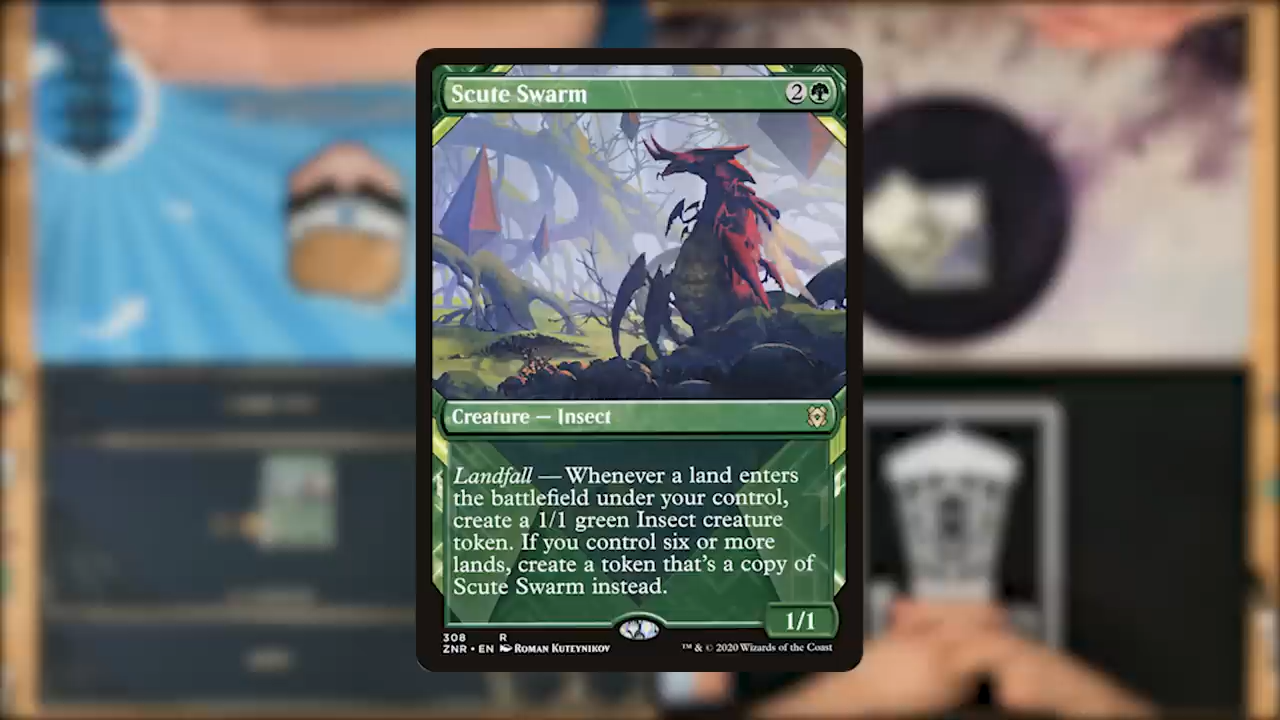 Scute Swarm 2
Creature — Insect
Landfall — Whenever a land enters
the battlefield under your control,
create a 1/1 green Insect creature
token. If you control six or more
lands, create a token that's a copy of
Scute Swarm instead.
1/1
308 R
ZNR • EN Roman Kuteynikov ™ & © 2020 Wizards of the Coast